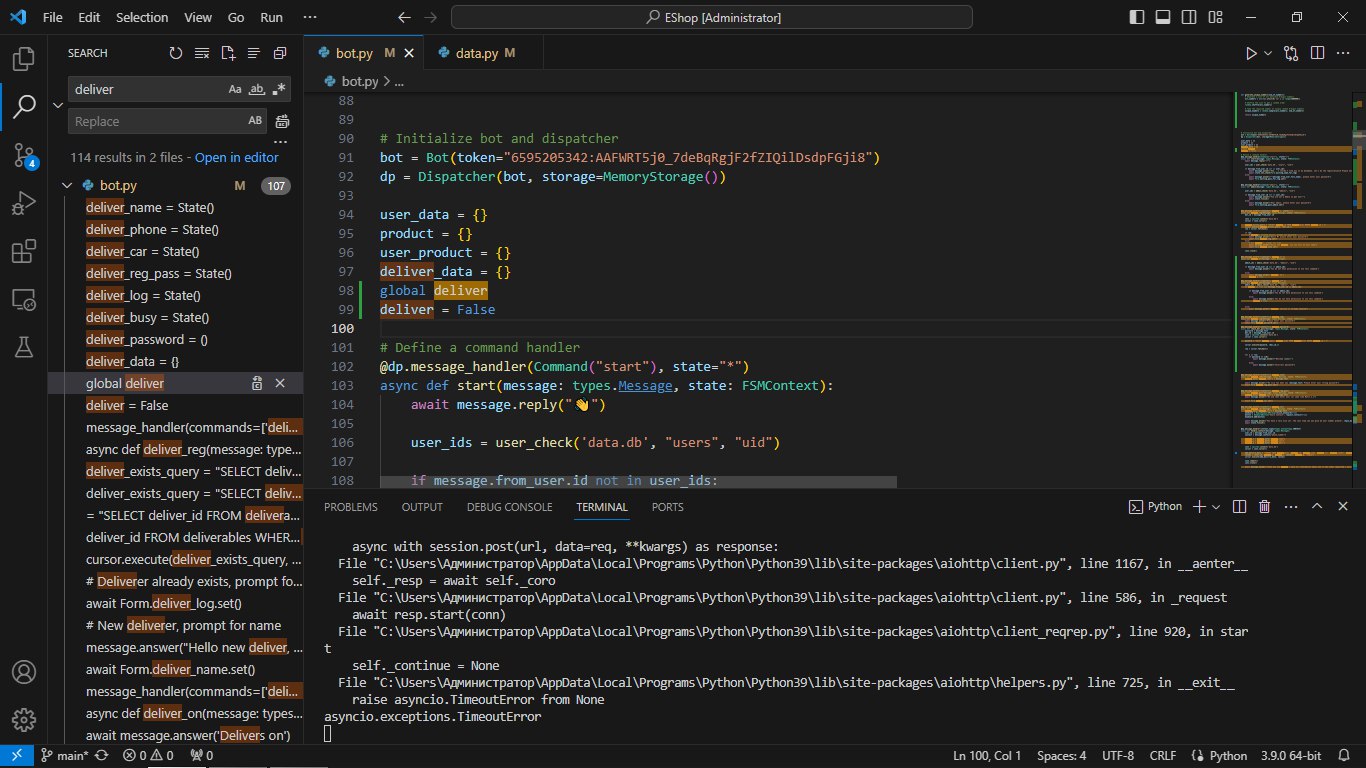 File Edit Selection View Go Run ···
EShop [Administrator]
SEARCH
deliver
Aa ab .*
Replace
AB
114 results in 2 files - Open in editor
bot.py M 107
deliver_name = State()
deliver_phone = State()
deliver_car = State()
deliver_reg_pass = State()
deliver_log = State()
deliver_busy = State()
deliver_password = ()
deliver_data = {}
global deliver
deliver = False
message_handler(commands=['deli...
async def deliver_reg(message: type...
deliver_exists_query = "SELECT deliv...
deliver_exists_query = "SELECT deliv...
= "SELECT deliver_id FROM delivera...
deliver_id FROM deliverables WHER...
cursor.execute(deliver_exists_query, ...
# Deliverer already exists, prompt fo...
await Form.deliver_log.set()
# New deliverer, prompt for name
message.answer("Hello new deliver, ...
await Form.deliver_name.set()
message_handler(commands=['deli...
async def deliver_on(message: types...
await message.answer('Delivers on')
4
bot.py M
data.py M
bot.py > ...
88
89
90 # Initialize bot and dispatcher
91 bot = Bot(token="6595205342:AAFWRT5j0_7deBqRgjF2fZIQilDsdpFGji8")
92 dp = Dispatcher(bot, storage=MemoryStorage())
93
94 user_data = {}
95 product = {}
96 user_product = {}
97 deliver_data = {}
98 global deliver
99 deliver = False
100
101 # Define a command handler
102 @dp.message_handler(Command("start"), state="*")
103 async def start(message: types.Message, state: FSMContext):
104 await message.reply("👋")
105
106 user_ids = user_check('data.db', "users", "uid")
107
108 if message.from_user.id not in user_ids:
PROBLEMS OUTPUT DEBUG CONSOLE TERMINAL PORTS
Python
async with session.post(url, data=req, **kwargs) as response:
File "C:\Users\Администратор\AppData\Local\Programs\Python\Python39\lib\site-packages\aiohttp\client.py", line 1167, in __aenter__
self._resp = await self._coro
File "C:\Users\Администратор\AppData\Local\Programs\Python\Python39\lib\site-packages\aiohttp\client.py", line 586, in _request
await resp.start(conn)
File "C:\Users\Администратор\AppData\Local\Programs\Python\Python39\lib\site-packages\aiohttp\client_reqrep.py", line 920, in star
t
self._continue = None
File "C:\Users\Администратор\AppData\Local\Programs\Python\Python39\lib\site-packages\aiohttp\helpers.py", line 725, in __exit__
raise asyncio.TimeoutError from None
asyncio.exceptions.TimeoutError
main* 0 0 0
Ln 100, Col 1 Spaces: 4 UTF-8 CRLF Python 3.9.0 64-bit